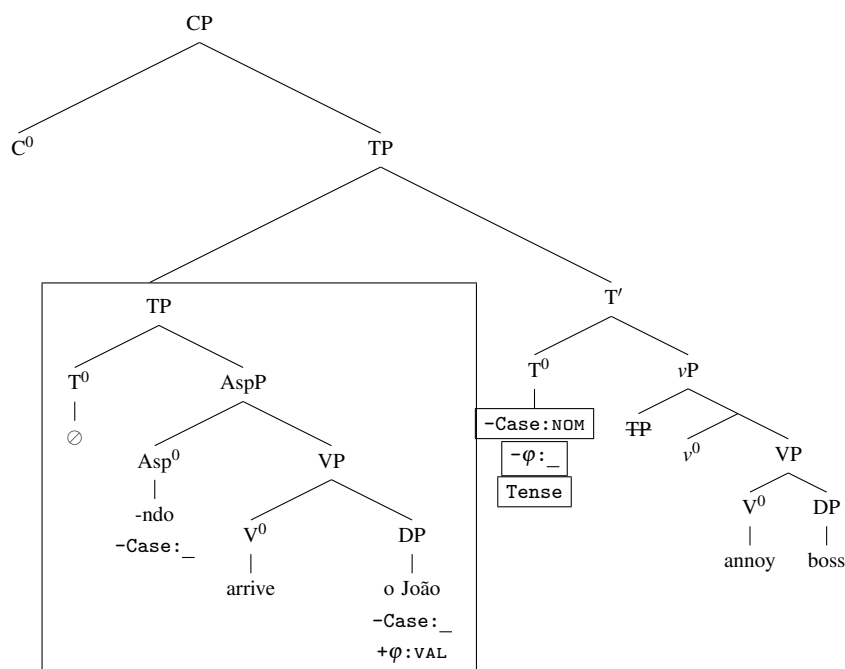 CP
C⁰ TP
TP T′
T⁰ AspP T⁰ vP
∅ Asp⁰ VP -Case:NOM TP v⁰ VP
-ndo V⁰ DP -φ:_ V⁰ DP
-Case:_ arrive o João Tense annoy boss
-Case:_
+φ:VAL